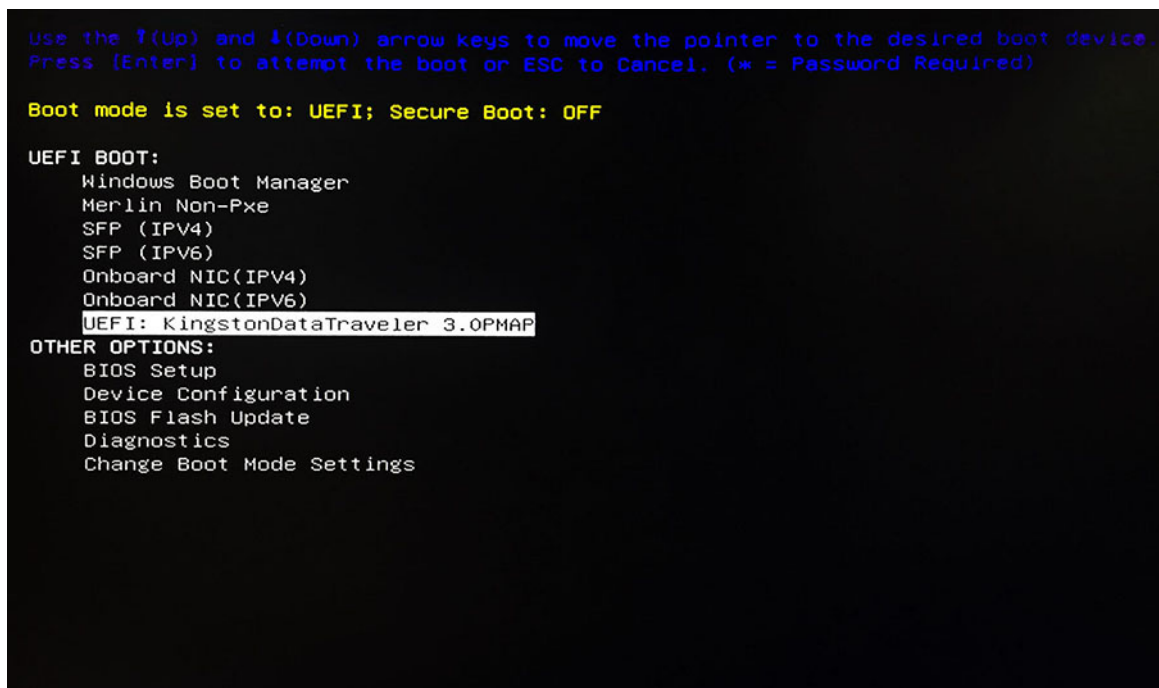 Use the ↑(Up) and ↓(Down) arrow keys to move the pointer to the desired boot device.
Press [Enter] to attempt the boot or ESC to Cancel. (* = Password Required)
Boot mode is set to: UEFI; Secure Boot: OFF
UEFI BOOT:
Windows Boot Manager
Merlin Non-Pxe
SFP (IPV4)
SFP (IPV6)
Onboard NIC(IPV4)
Onboard NIC(IPV6)
UEFI: KingstonDataTraveler 3.0PMAP
OTHER OPTIONS:
BIOS Setup
Device Configuration
BIOS Flash Update
Diagnostics
Change Boot Mode Settings